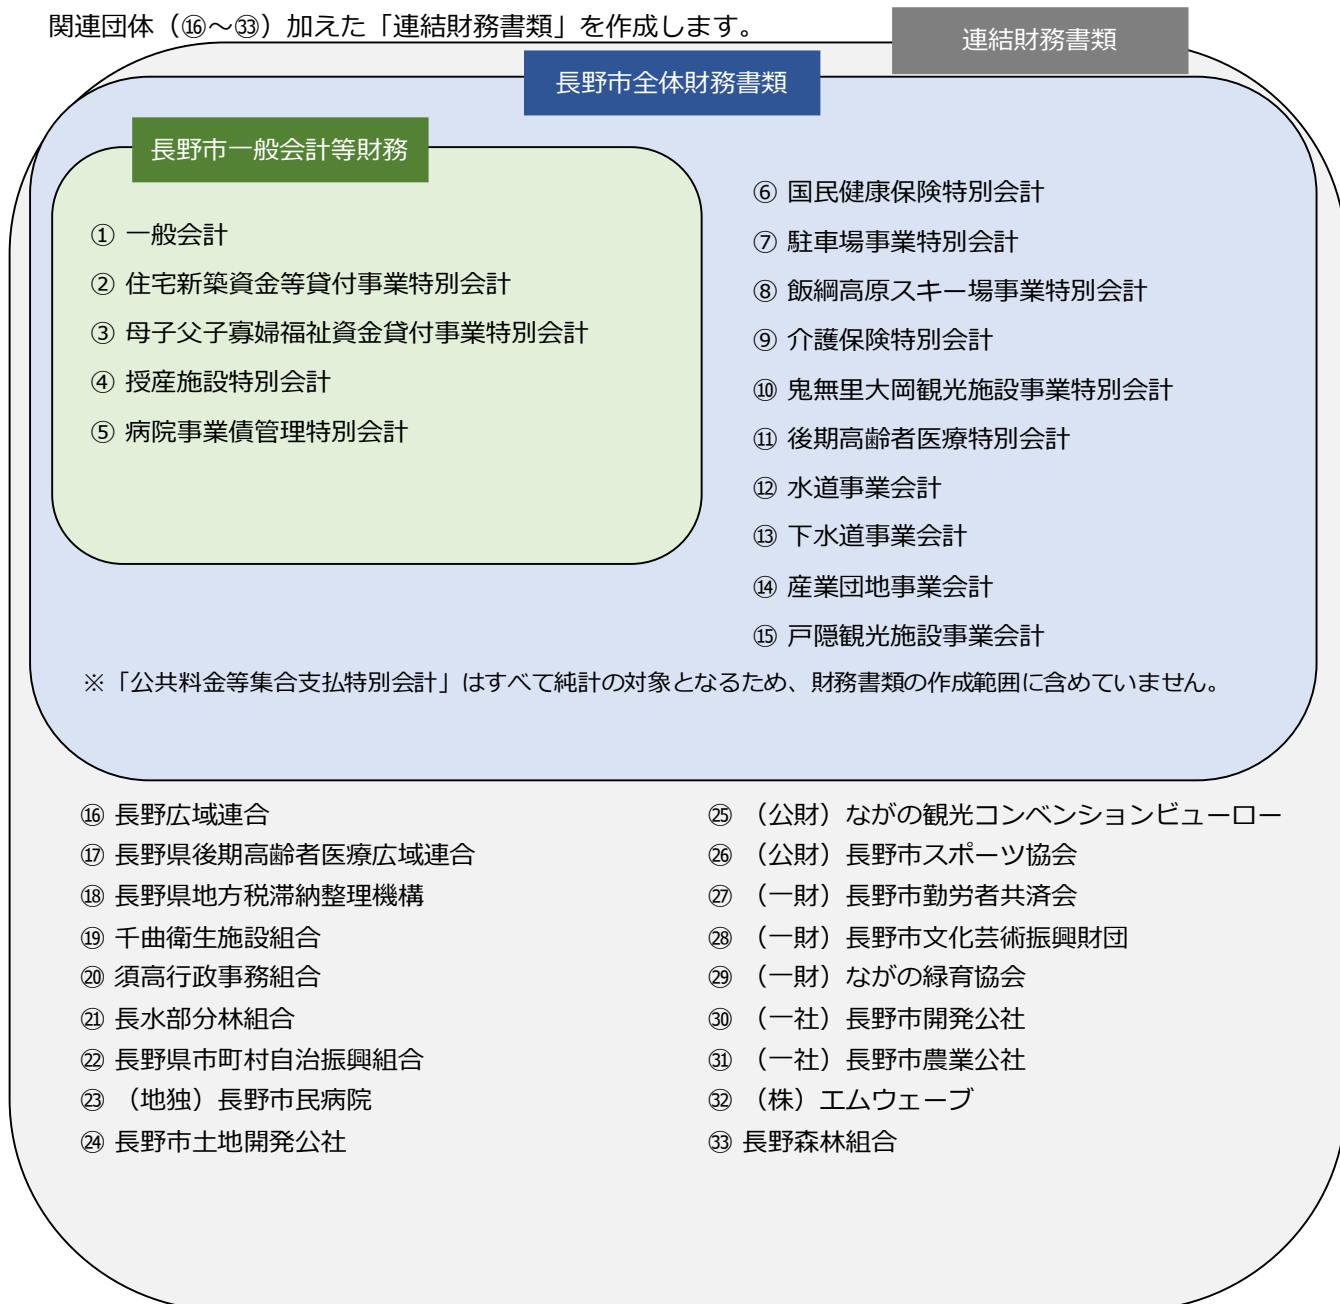 関連団体（⑯～㉝）加えた「連結財務書類」を作成します。
連結財務書類
長野市全体財務書類
長野市一般会計等財務
① 一般会計
② 住宅新築資金等貸付事業特別会計
③ 母子父子寡婦福祉資金貸付事業特別会計
④ 授産施設特別会計
⑤ 病院事業債管理特別会計
⑥ 国民健康保険特別会計
⑦ 駐車場事業特別会計
⑧ 飯綱高原スキー場事業特別会計
⑨ 介護保険特別会計
⑩ 鬼無里大岡観光施設事業特別会計
⑪ 後期高齢者医療特別会計
⑫ 水道事業会計
⑬ 下水道事業会計
⑭ 産業団地事業会計
⑮ 戸隠観光施設事業会計
※「公共料金等集合支払特別会計」はすべて純計の対象となるため、財務書類の作成範囲に含めていません。
⑯ 長野広域連合
⑰ 長野県後期高齢者医療広域連合
⑱ 長野県地方税滞納整理機構
⑲ 千曲衛生施設組合
⑳ 須高行政事務組合
㉑ 長水部分林組合
㉒ 長野県市町村自治振興組合
㉓ （地独）長野市民病院
㉔ 長野市土地開発公社
㉕ （公財）ながの観光コンベンションビューロー
㉖ （公財）長野市スポーツ協会
㉗ （一財）長野市勤労者共済会
㉘ （一財）長野市文化芸術振興財団
㉙ （一財）ながの緑育協会
㉚ （一社）長野市開発公社
㉛ （一社）長野市農業公社
㉜ （株）エムウェーブ
㉝ 長野森林組合